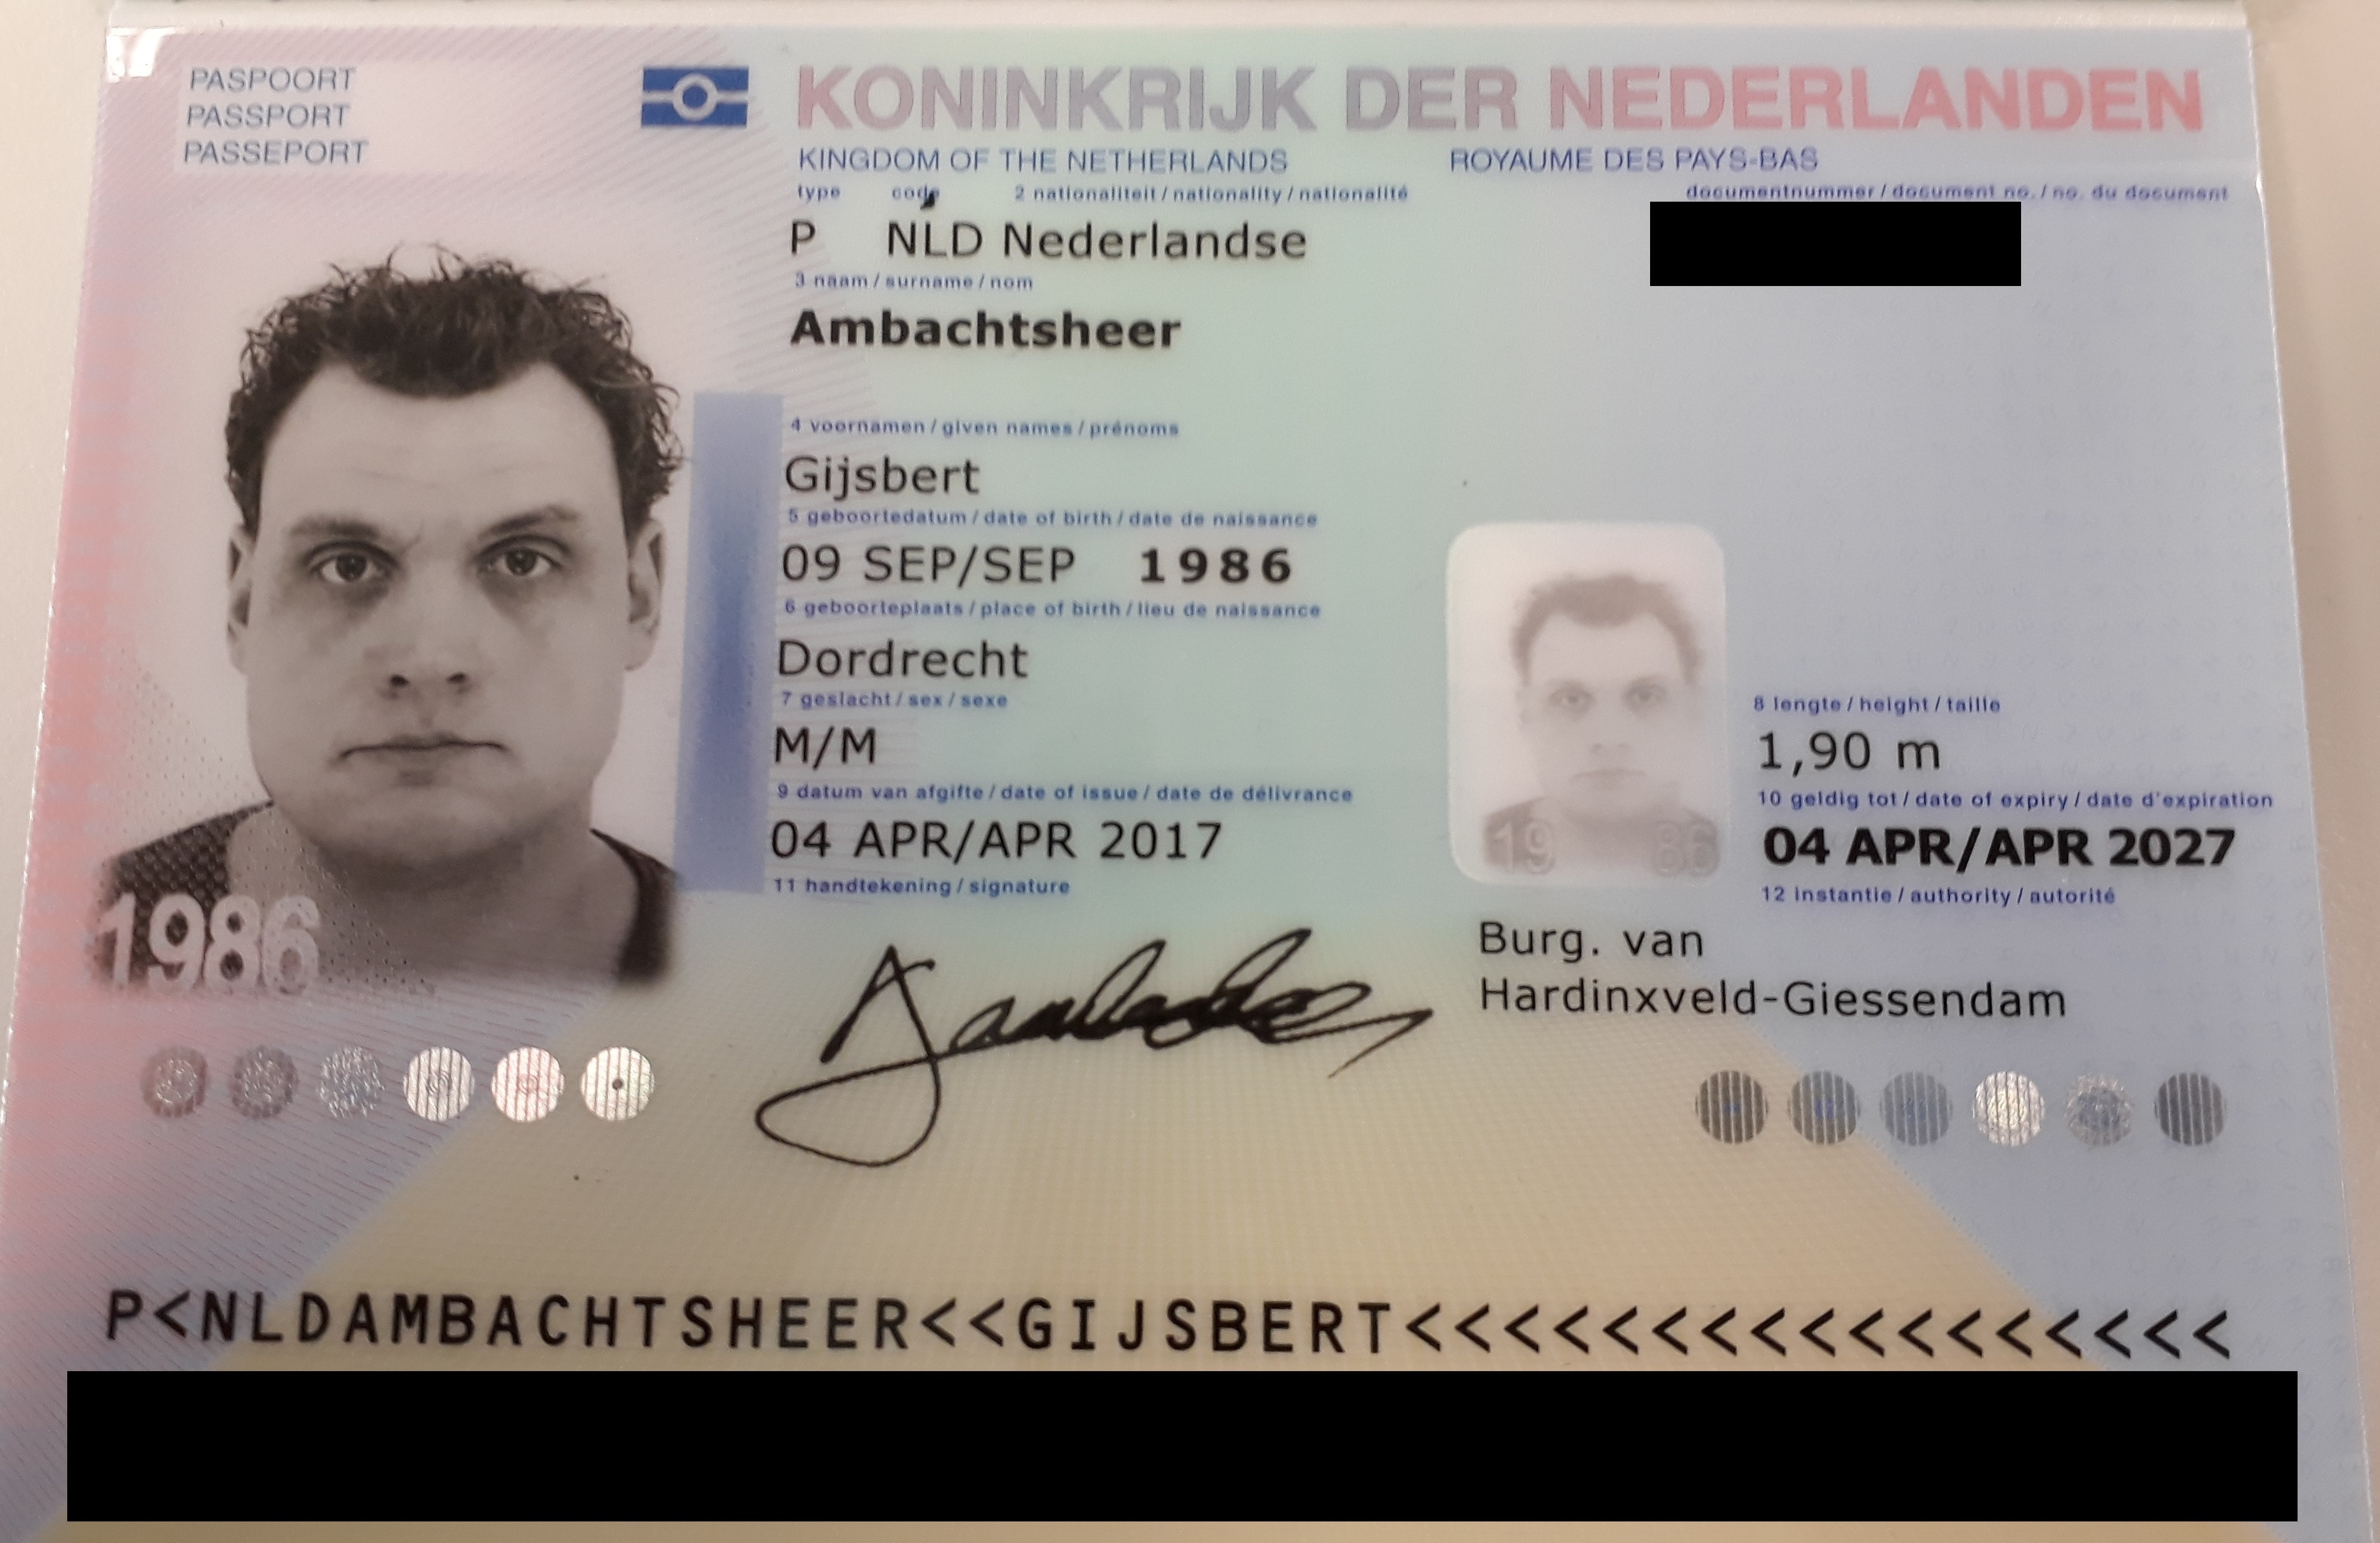 PASPOORT
PASSPORT
PASSEPORT
KONINKRIJK DER NEDERLANDEN
KINGDOM OF THE NETHERLANDS ROYAUME DES PAYS-BAS
type code 2 nationaliteit / nationality / nationalité documentnummer / document no. / no. du document
P NLD Nederlandse
3 naam / surname / nom
Ambachtsheer
4 voornamen / given names / prénoms
Gijsbert
5 geboortedatum / date of birth / date de naissance
09 SEP/SEP 1986
6 geboorteplaats / place of birth / lieu de naissance
Dordrecht
7 geslacht / sex / sexe 8 lengte / height / taille
M/M 1,90 m
9 datum van afgifte / date of issue / date de délivrance 10 geldig tot / date of expiry / date d'expiration
04 APR/APR 2017 04 APR/APR 2027
11 handtekening / signature 12 instantie / authority / autorité
1986
19 86
Burg. van
Hardinxveld-Giessendam
P<NLDAMBACHTSHEER<<GIJSBERT<<<<<<<<<<<<<<<<<